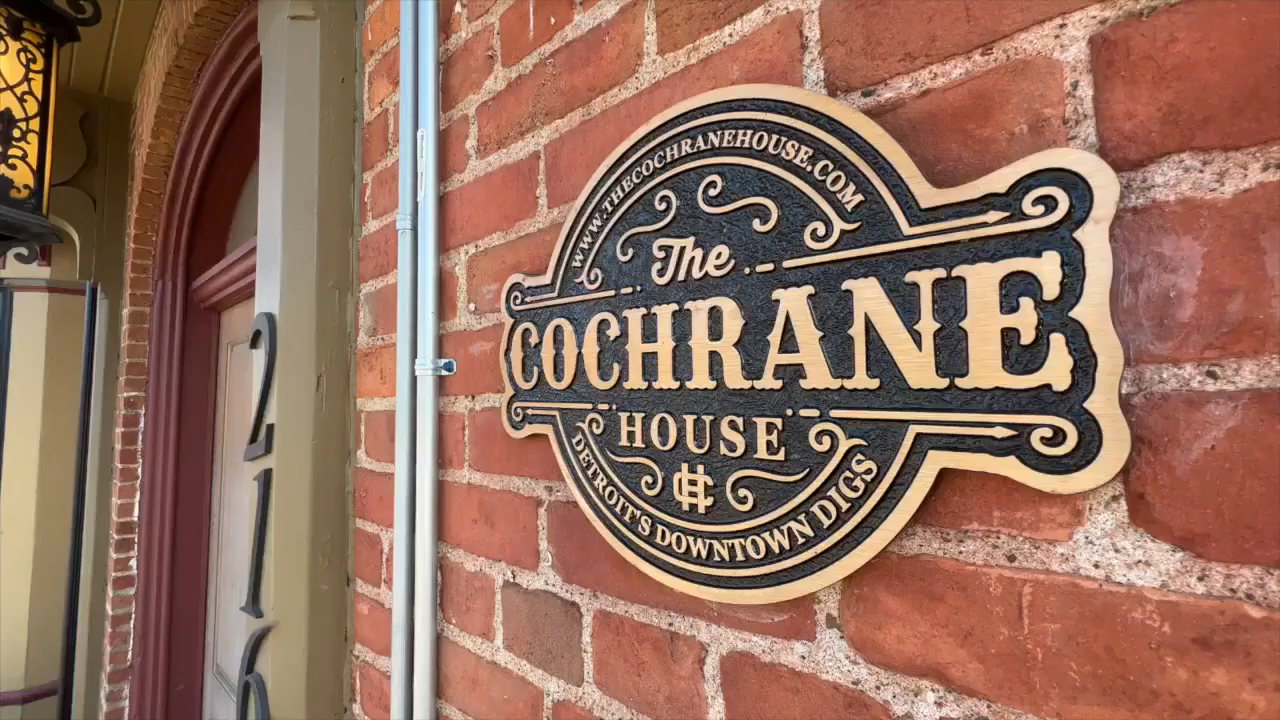 WWW.THECOCHRANEHOUSE.COM
The
COCHRANE
HOUSE
CH
DETROIT'S DOWNTOWN DIGS
216